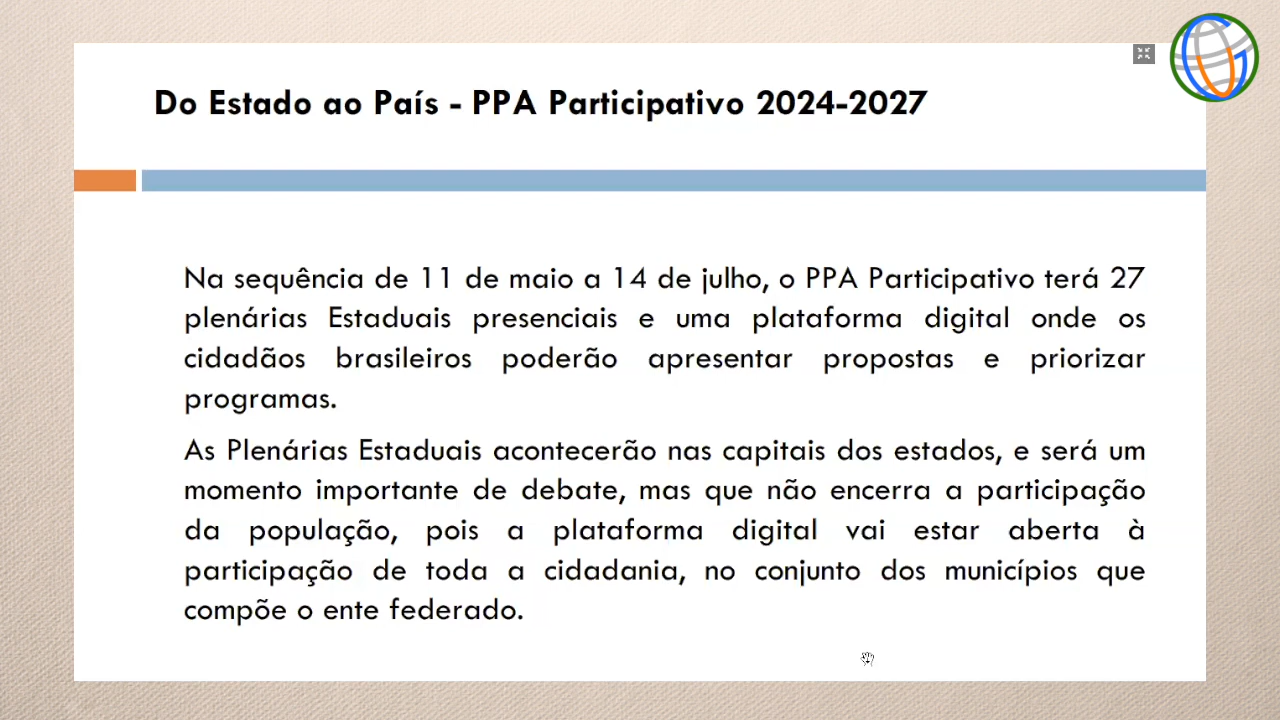 Do Estado ao País - PPA Participativo 2024-2027
Na sequência de 11 de maio a 14 de julho, o PPA Participativo terá 27
plenárias Estaduais presenciais e uma plataforma digital onde os
cidadãos brasileiros poderão apresentar propostas e priorizar
programas.
As Plenárias Estaduais acontecerão nas capitais dos estados, e será um
momento importante de debate, mas que não encerra a participação
da população, pois a plataforma digital vai estar aberta à
participação de toda a cidadania, no conjunto dos municípios que
compõe o ente federado.